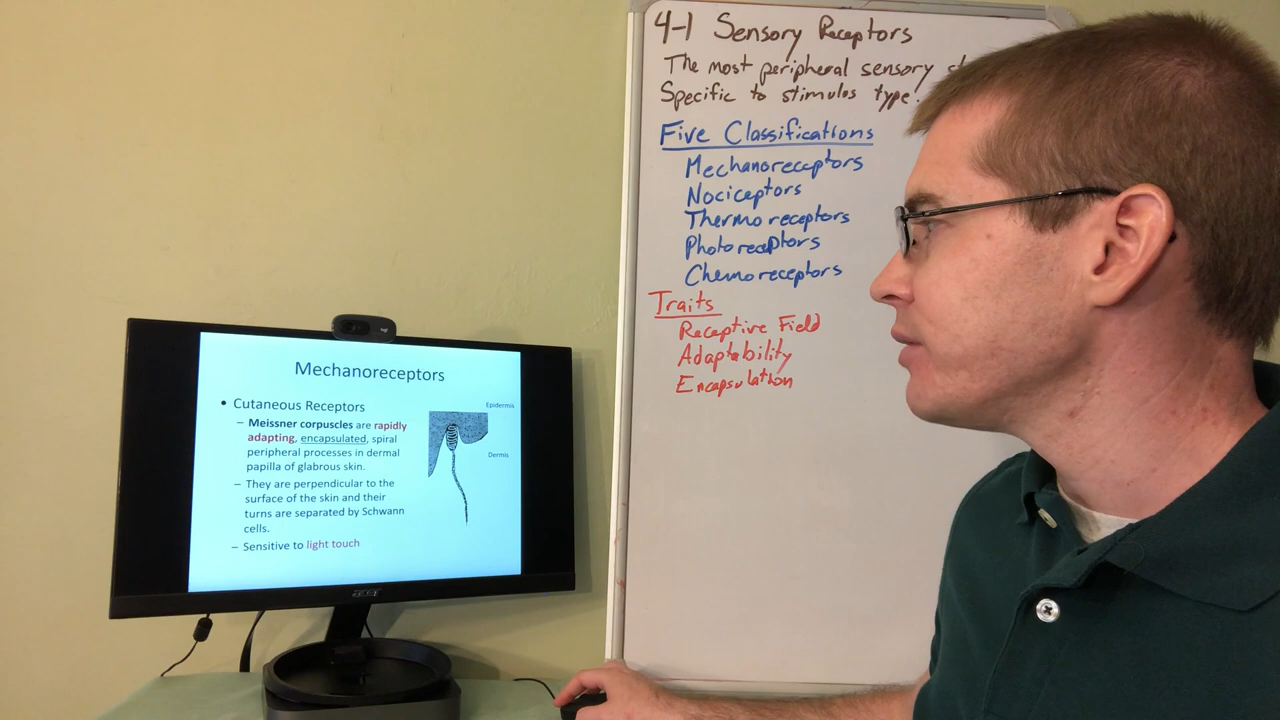 4-1 Sensory Receptors
The most peripheral sensory
Specific to stimulus type.
Five Classifications
Mechanoreceptors
Nociceptors
Thermoreceptors
Photoreceptors
Chemoreceptors
Traits
Receptive Field
Adaptability
Encapsulation
Mechanoreceptors
• Cutaneous Receptors
– Meissner corpuscles are rapidly
adapting, encapsulated, spiral
peripheral processes in dermal
papilla of glabrous skin.
– They are perpendicular to the
surface of the skin and their
turns are separated by Schwann
cells.
– Sensitive to light touch
Epidermis
Dermis
acer